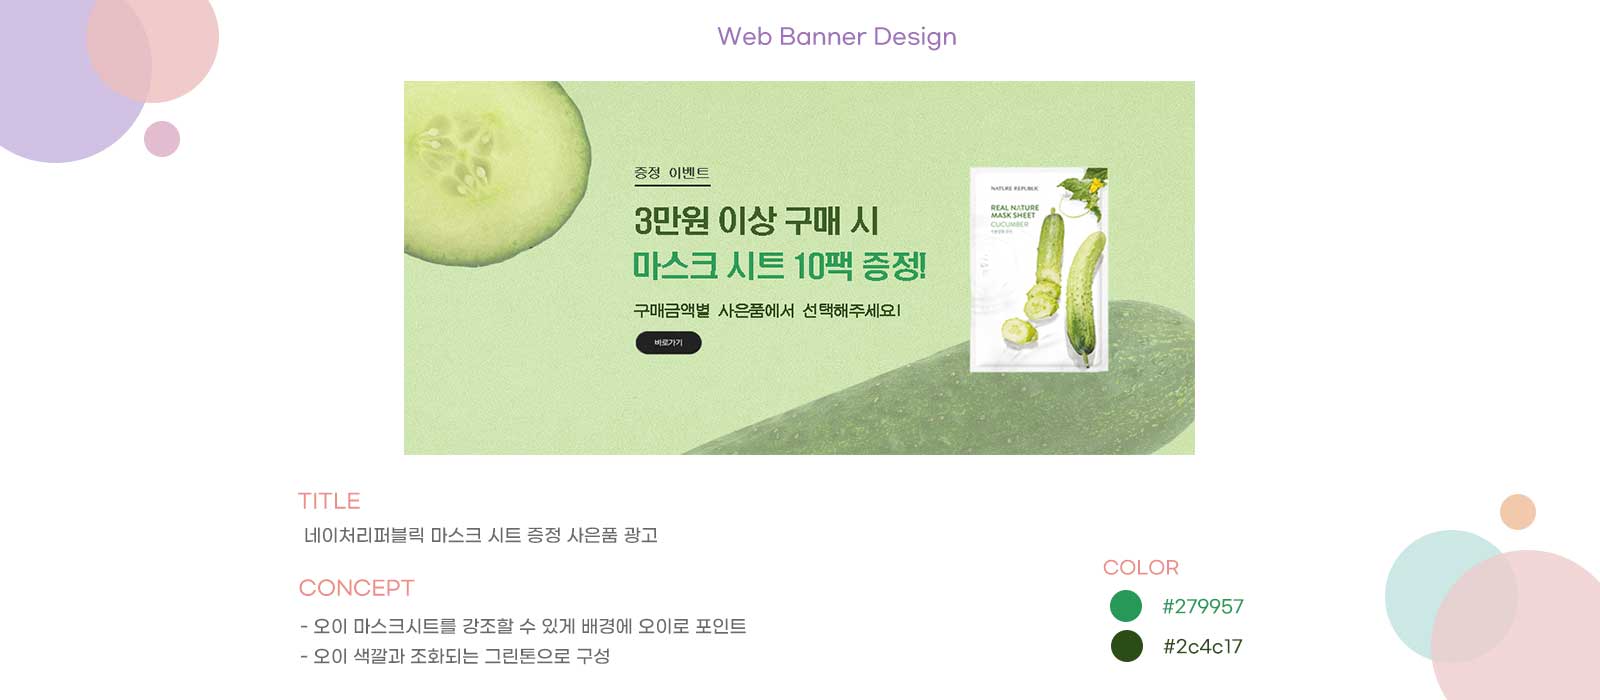 Web Banner Design
증정 이벤트
3만원 이상 구매 시
마스크 시트 10팩 증정!
구매금액별 사은품에서 선택해주세요!
바로가기
NATURE REPUBLIC
REAL NATURE
MASK SHEET
CUCUMBER
TITLE
네이처리퍼블릭 마스크 시트 증정 사은품 광고
CONCEPT
- 오이 마스크시트를 강조할 수 있게 배경에 오이로 포인트
- 오이 색깔과 조화되는 그린톤으로 구성
COLOR
#279957
#2c4c17